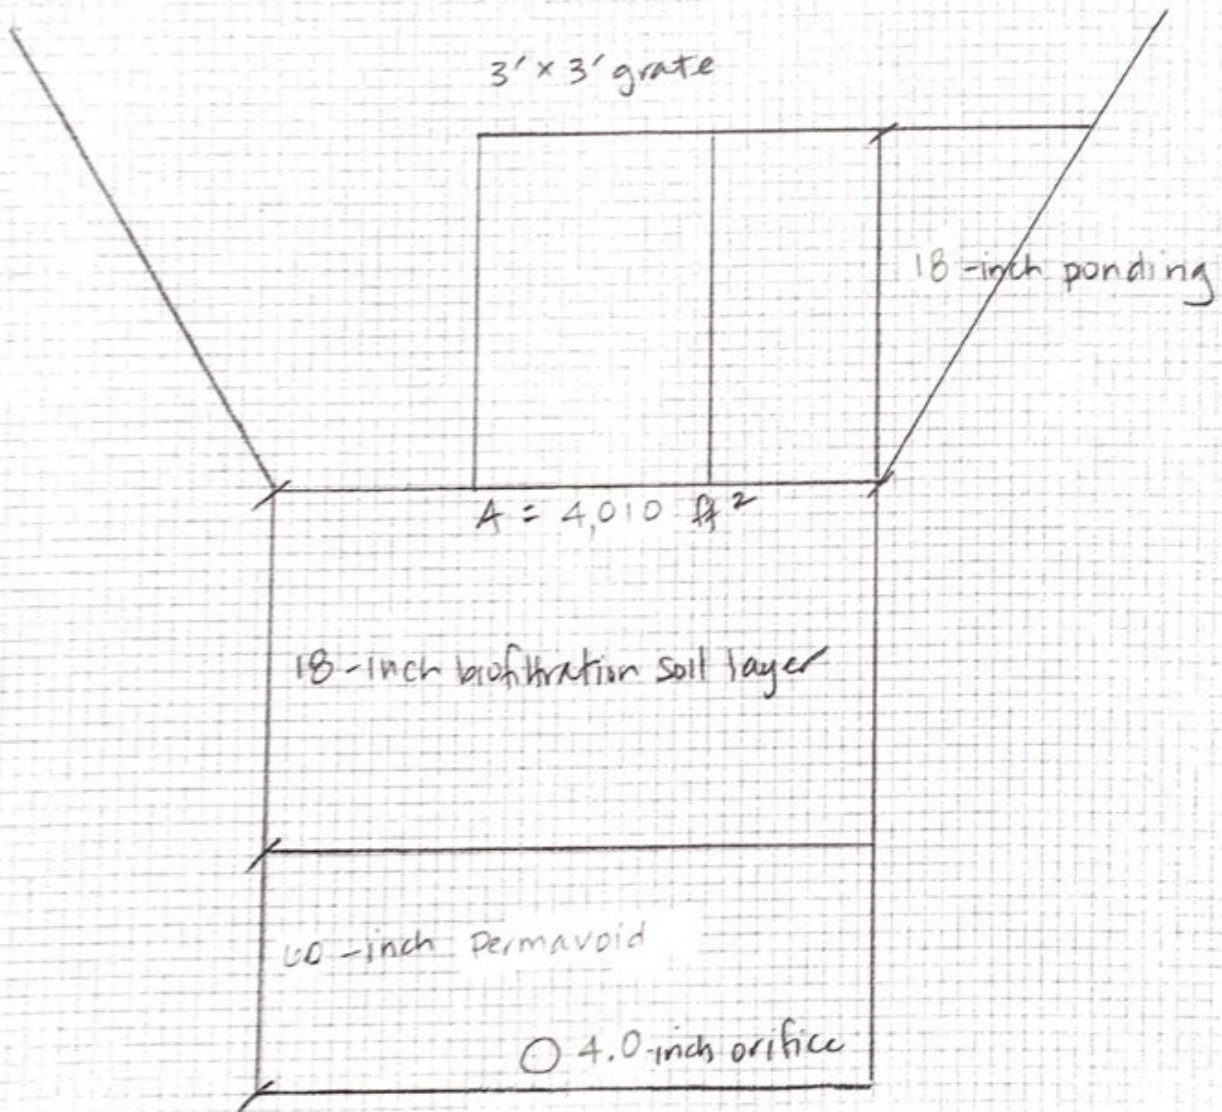 3' × 3' grate
18-inch ponding
A = 4,010 ft²
18-inch biofiltration soil layer
60-inch Permavoid
4.0-inch orifice